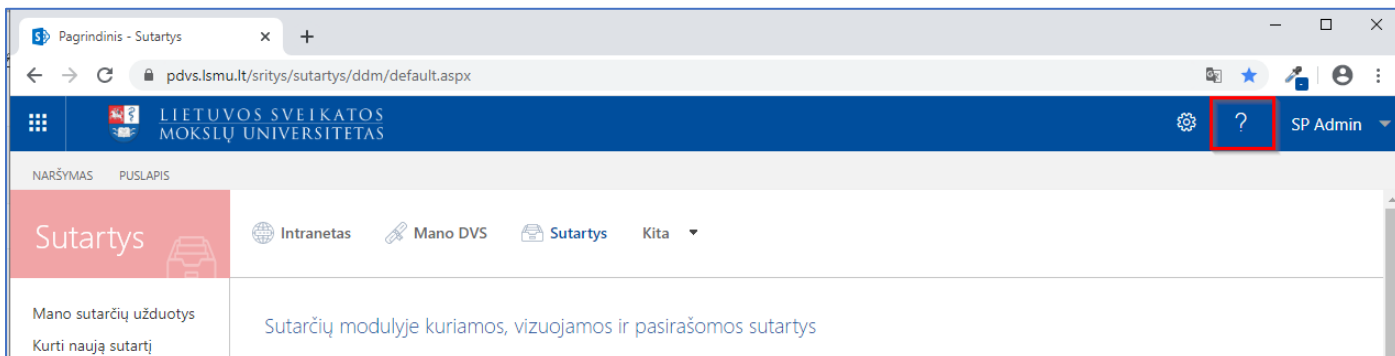 Pagrindinis - Sutartys
pdvs.lsmu.lt/sritys/sutartys/ddm/default.aspx
LIETUVOS SVEIKATOS
MOKSLŲ UNIVERSITETAS
? SP Admin
NARŠYMAS PUSLAPIS
Sutartys
Intranetas Mano DVS Sutartys Kita
Mano sutarčių užduotys
Sutarčių modulyje kuriamos, vizuojamos ir pasirašomos sutartys
Kurti naują sutartį